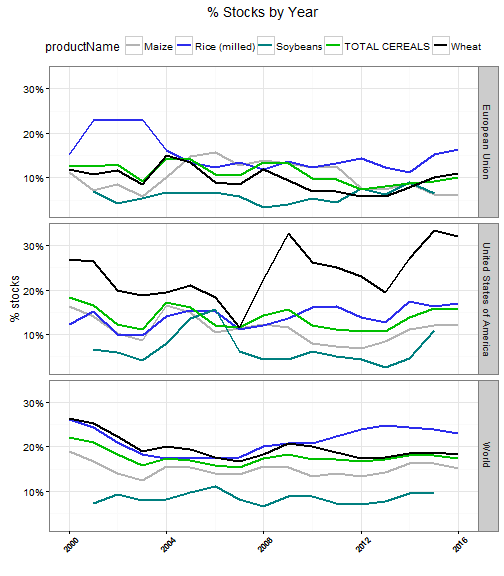 % Stocks by Year
productName Maize Rice (milled) Soybeans TOTAL CEREALS Wheat
30%
20%
10%
European Union
30%
20%
10%
United States of America
% stocks
30%
20%
10%
World
2000 2004 2008 2012 2016